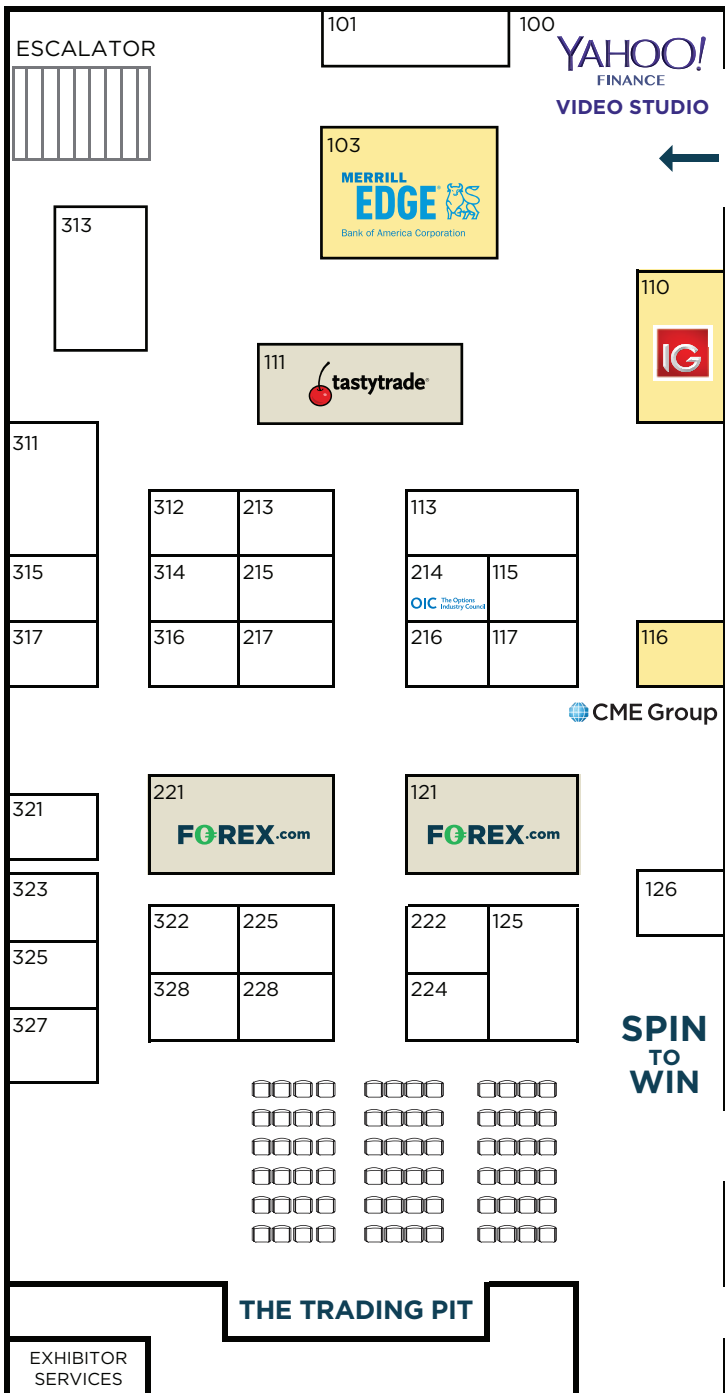 101
100
ESCALATOR
YAHOO!
FINANCE
VIDEO STUDIO
103
MERRILL
EDGE®
Bank of America Corporation
313
110
IG
111
tastytrade®
311
312
213
113
315
314
215
214
115
OIC The Options
Industry Council
317
316
217
216
117
116
CME Group
221
121
321
FOREX.com
FOREX.com
323
126
322
225
222
125
325
328
228
224
327
SPIN
TO
WIN
THE TRADING PIT
EXHIBITOR
SERVICES